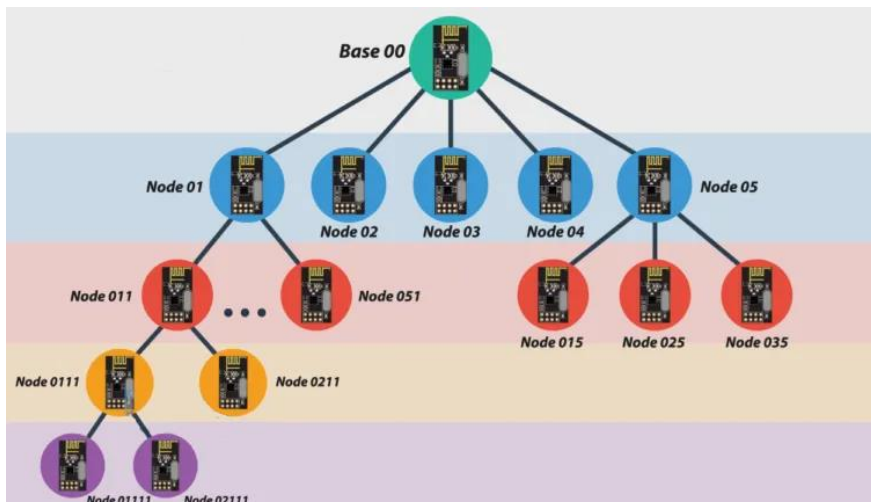 Base 00
Node 01
Node 02
Node 03
Node 04
Node 05
Node 011
Node 051
Node 015
Node 025
Node 035
Node 0111
Node 0211
Node 01111
Node 02111